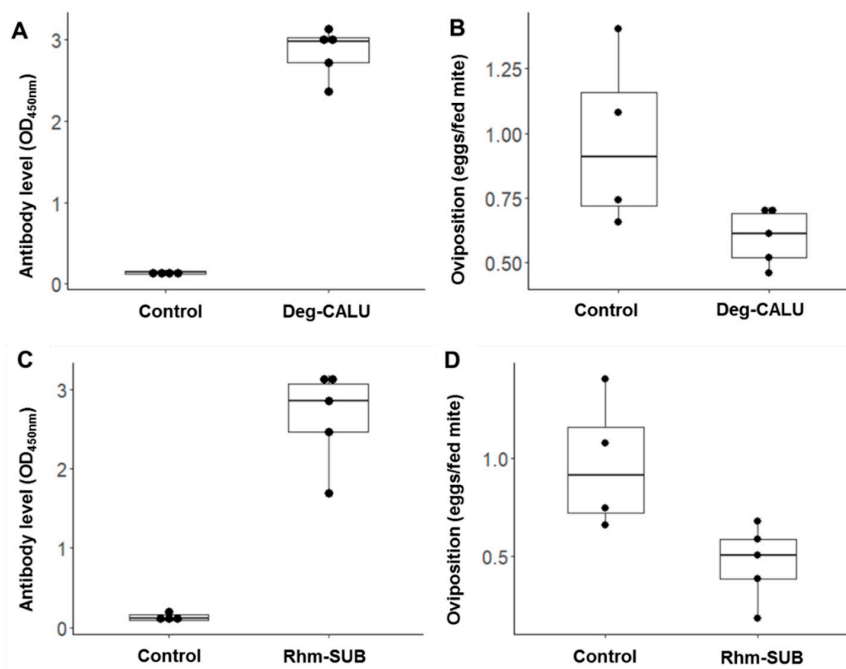 A
Antibody level (OD450nm)
3
2
1
0
Control Deg-CALU
B
Oviposition (eggs/fed mite)
1.25
1.00
0.75
0.50
Control Deg-CALU
C
Antibody level (OD450nm)
3
2
1
0
Control Rhm-SUB
D
Oviposition (eggs/fed mite)
1.0
0.5
Control Rhm-SUB